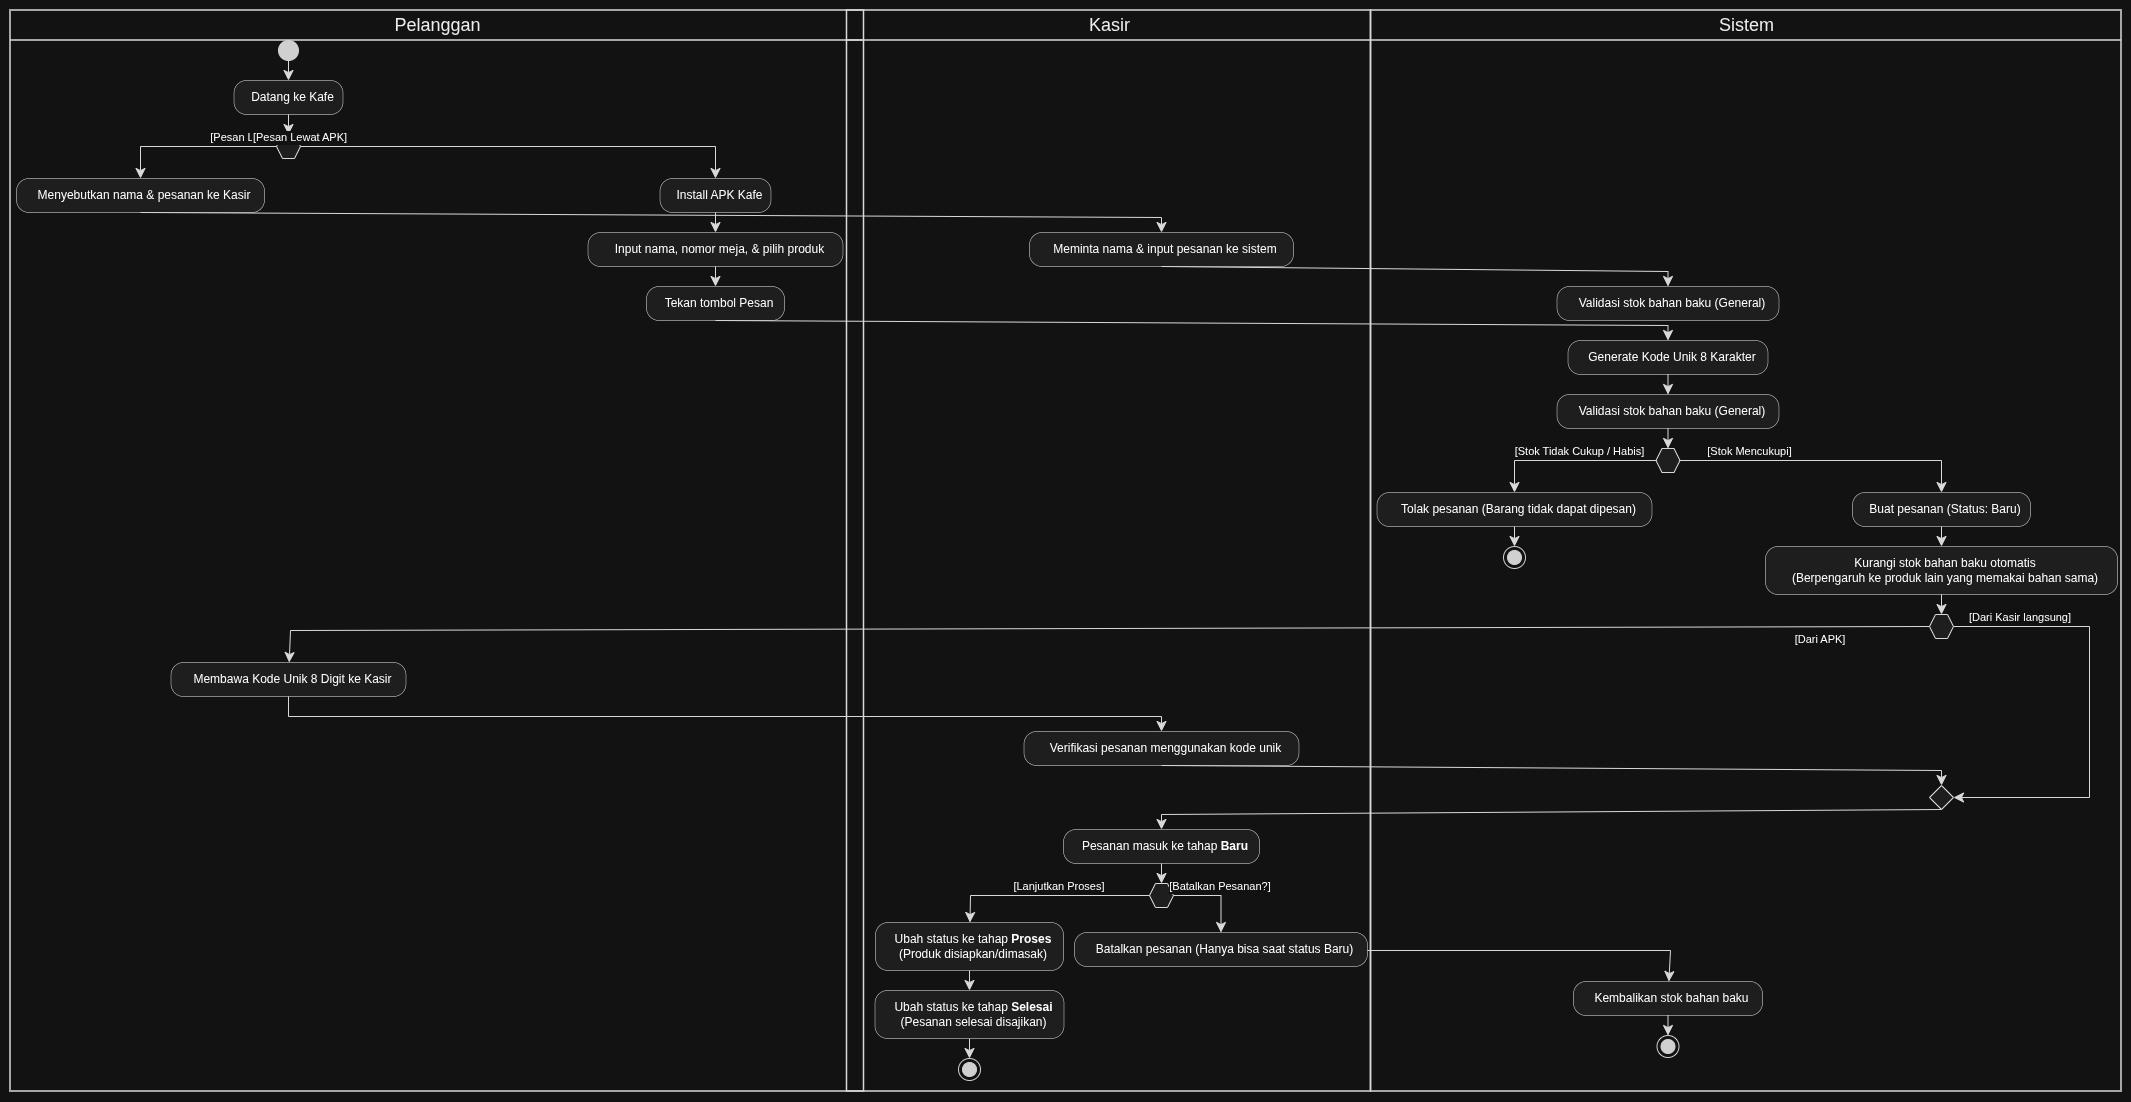 Pelanggan
Kasir
Sistem
Datang ke Kafe
[Pesan L[Pesan Lewat APK]
Menyebutkan nama & pesanan ke Kasir
Install APK Kafe
Input nama, nomor meja, & pilih produk
Meminta nama & input pesanan ke sistem
Tekan tombol Pesan
Validasi stok bahan baku (General)
Generate Kode Unik 8 Karakter
Validasi stok bahan baku (General)
[Stok Tidak Cukup / Habis]
[Stok Mencukupi]
Tolak pesanan (Barang tidak dapat dipesan)
Buat pesanan (Status: Baru)
Kurangi stok bahan baku otomatis
(Berpengaruh ke produk lain yang memakai bahan sama)
[Dari Kasir langsung]
[Dari APK]
Membawa Kode Unik 8 Digit ke Kasir
Verifikasi pesanan menggunakan kode unik
Pesanan masuk ke tahap Baru
[Lanjutkan Proses]
[Batalkan Pesanan?]
Ubah status ke tahap Proses
(Produk disiapkan/dimasak)
Batalkan pesanan (Hanya bisa saat status Baru)
Ubah status ke tahap Selesai
(Pesanan selesai disajikan)
Kembalikan stok bahan baku